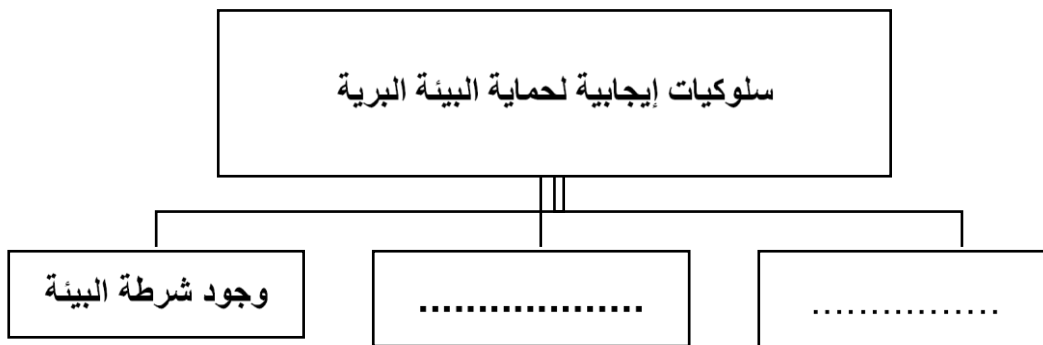 سلوكيات إيجابية لحماية البيئة البرية
................
...................
وجود شرطة البيئة